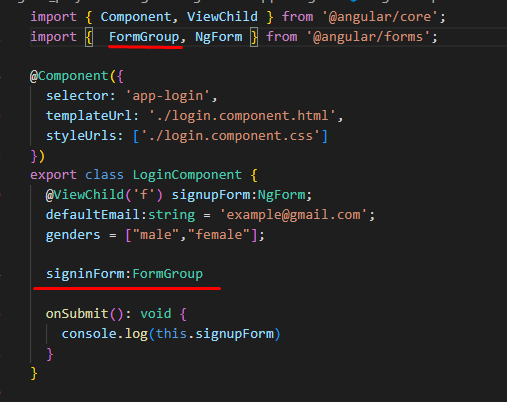 import { Component, ViewChild } from '@angular/core';
import {  FormGroup, NgForm } from '@angular/forms';
@Component({
  selector: 'app-login',
  templateUrl: './login.component.html',
  styleUrls: ['./login.component.css']
})
export class LoginComponent {
  @ViewChild('f') signupForm:NgForm;
  defaultEmail:string = 'example@gmail.com';
  genders = ["male","female"];
  signinForm:FormGroup
  onSubmit(): void {
    console.log(this.signupForm)
  }
}